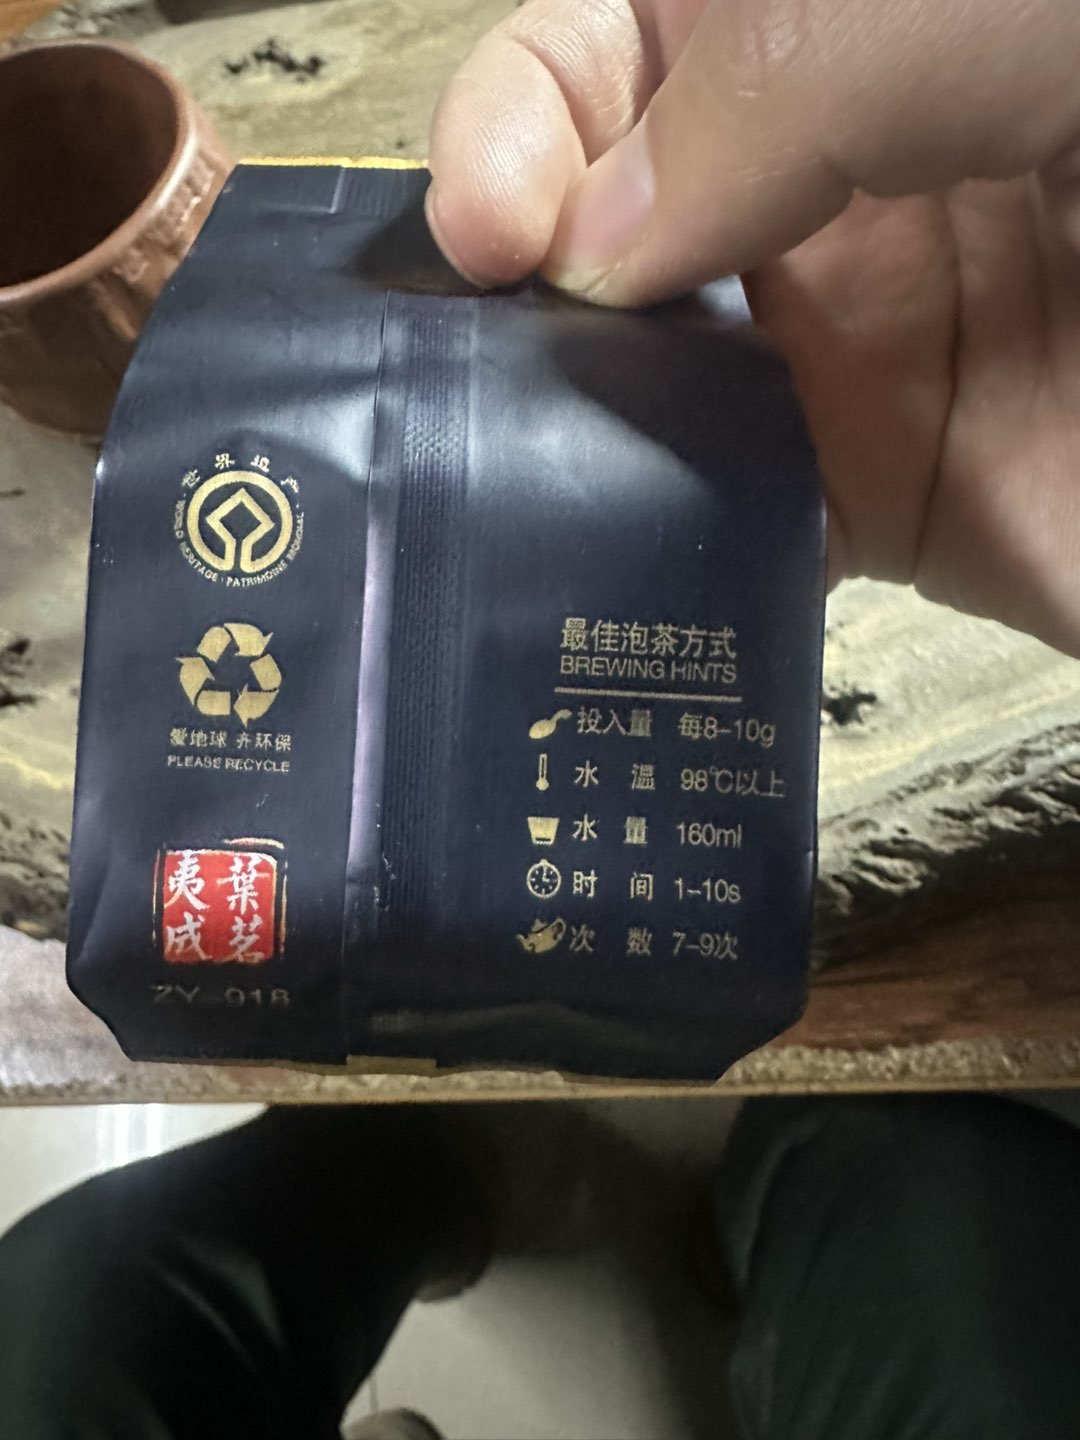 世界遗产
WORLD HERITAGE · PATRIMOINE MONDIAL
爱地球 齐环保
PLEASE RECYCLE
葉茗
夷成
ZY-918
最佳泡茶方式
BREWING HINTS
投入量 每8-10g
水 温 98℃以上
水 量 160ml
时 间 1-10s
次 数 7-9次